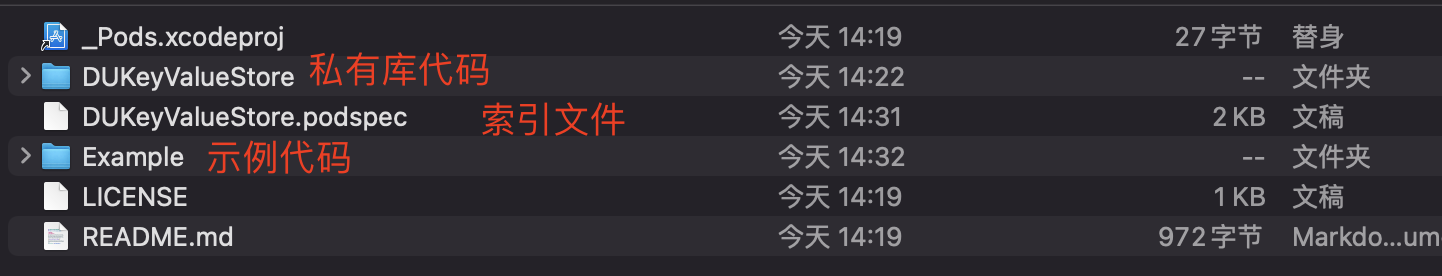 _Pods.xcodeproj 今天 14:19 27 字节 替身
DUKeyValueStore 私有库代码 今天 14:22 -- 文件夹
DUKeyValueStore.podspec 索引文件 今天 14:31 2 KB 文稿
Example 示例代码 今天 14:32 -- 文件夹
LICENSE 今天 14:19 1 KB 文稿
README.md 今天 14:19 972 字节 Markdo...um